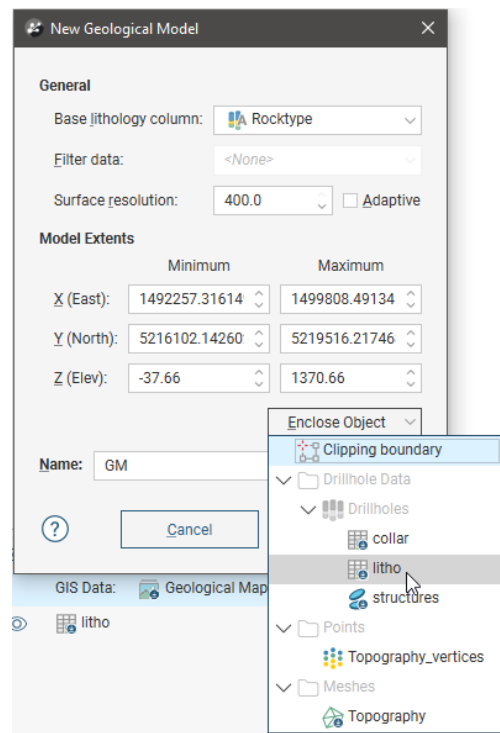 New Geological Model
General
Base lithology column: Rocktype
Filter data: <None>
Surface resolution: 400.0 Adaptive
Model Extents
Minimum Maximum
X (East): 1492257.31614 1499808.49134
Y (North): 5216102.14260 5219516.21746
Z (Elev): -37.66 1370.66
Enclose Object
Clipping boundary
Name: GM
Drillhole Data
Drillholes
Cancel
collar
GIS Data: Geological Map
litho
litho
structures
Points
Topography_vertices
Meshes
Topography